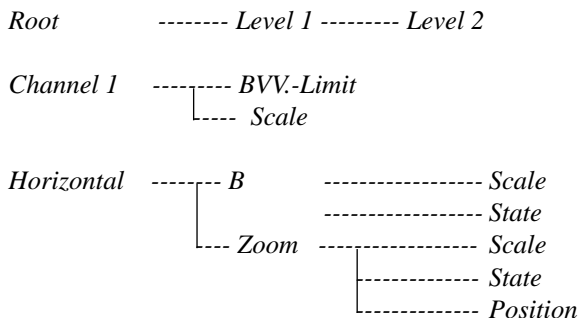 Root -------- Level 1 --------- Level 2
Channel 1 --------- BVV.-Limit
----- Scale
Horizontal -------- B ----------------- Scale
----------------- State
---- Zoom ----------------- Scale
------------- State
------------- Position